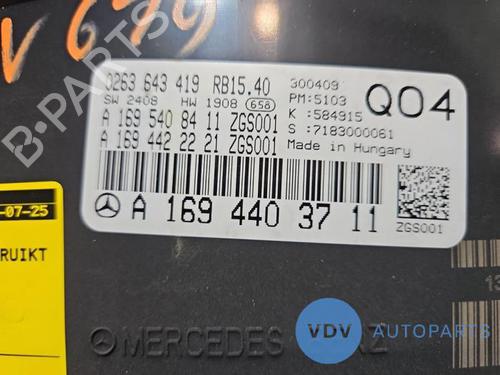 V 679
0263 643 419 RB15.40
SW 2408 HW 1908 658
A 169 540 84 11 ZGS001
A 169 442 22 21 ZGS001
A 169 440 37 11
300409
PM:5103
K :584915
S :7183000061
Made in Hungary
Q04
ZGS001
-07-25
RUIKT
MERCEDES
VDV AUTOPARTS
B-Parts